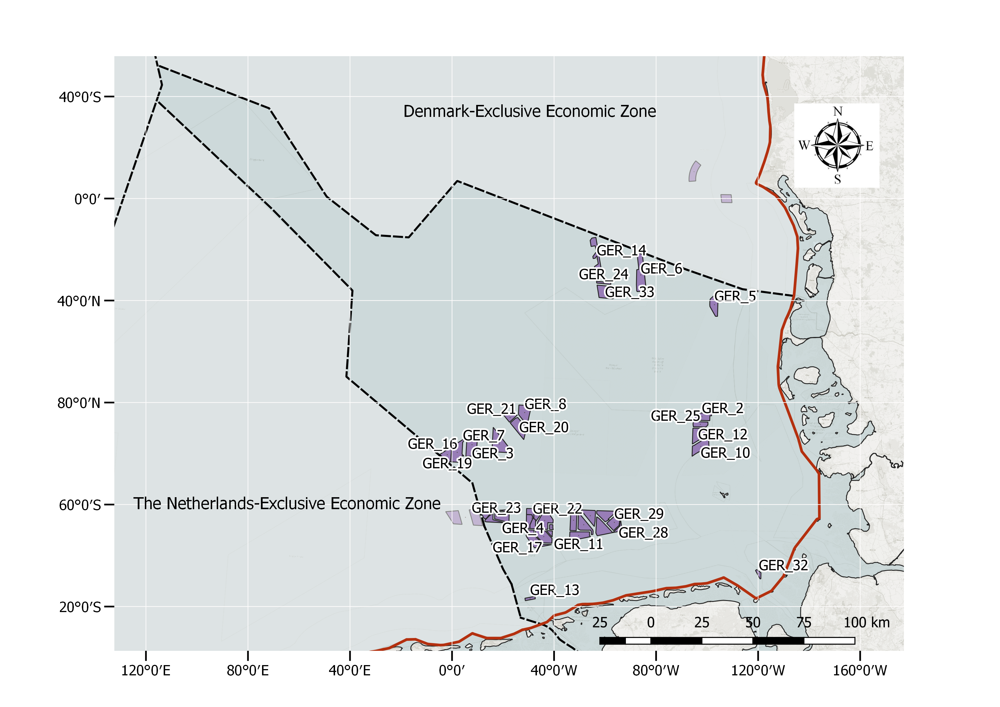 Denmark-Exclusive Economic Zone
N
W
E
S
40°0′S
0°0′
40°0′N
80°0′N
60°0′S
20°0′S
GER_14
GER_6
GER_24
GER_33
GER_5
GER_8
GER_21
GER_20
GER_2
GER_25
GER_7
GER_12
GER_16
GER_3
GER_10
GER_19
The Netherlands-Exclusive Economic Zone
GER_23
GER_22
GER_29
GER_4
GER_28
GER_17
GER_11
GER_32
GER_13
25 0 25 50 75 100 km
120°0′E 80°0′E 40°0′E 0°0′ 40°0′W 80°0′W 120°0′W 160°0′W